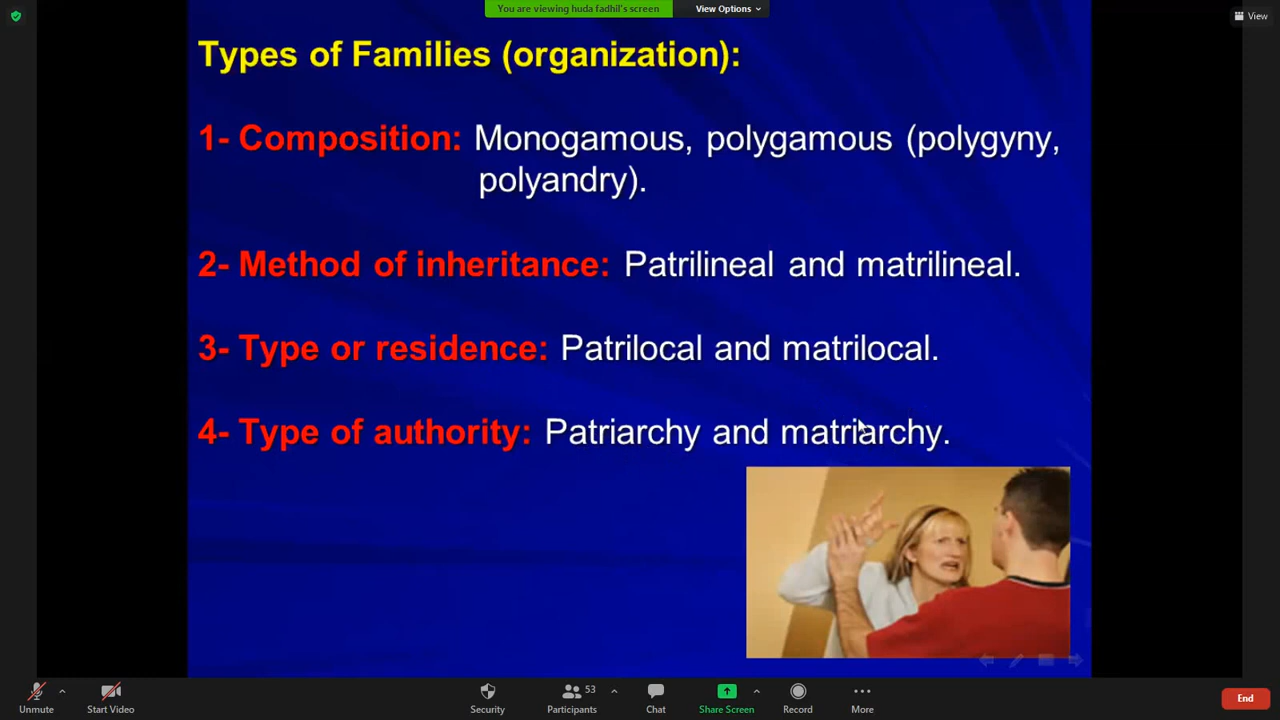 You are viewing huda fadhil's screen
View Options
View
Types of Families (organization):
1- Composition: Monogamous, polygamous (polygyny,
polyandry).
2- Method of inheritance: Patrilineal and matrilineal.
3- Type or residence: Patrilocal and matrilocal.
4- Type of authority: Patriarchy and matriarchy.
Unmute
Start Video
Security
53
Participants
Chat
Share Screen
Record
More
End